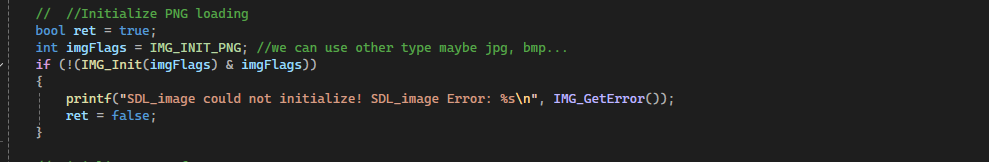 //  //Initialize PNG loading
bool ret = true;
int imgFlags = IMG_INIT_PNG; //we can use other type maybe jpg, bmp...
if (!(IMG_Init(imgFlags) & imgFlags))
{
    printf("SDL_image could not initialize! SDL_image Error: %s\n", IMG_GetError());
    ret = false;
}